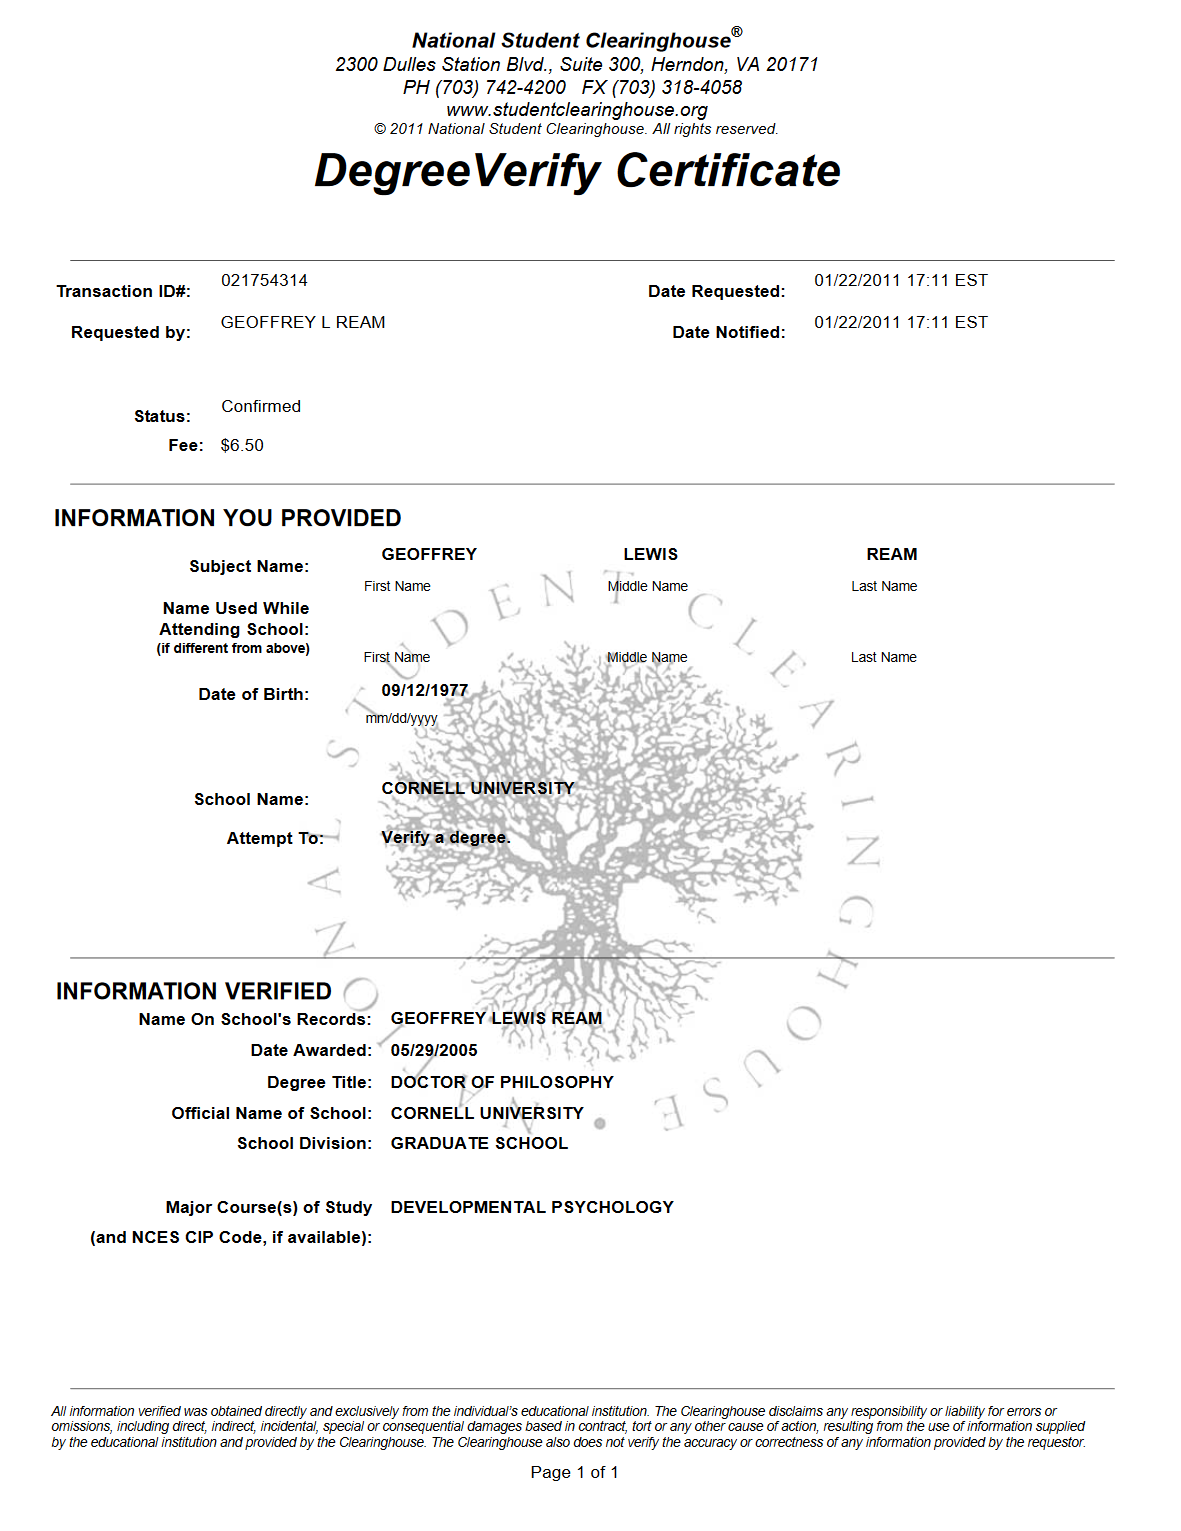 National Student Clearinghouse®
2300 Dulles Station Blvd., Suite 300, Herndon, VA 20171
PH (703) 742-4200 FX (703) 318-4058
www.studentclearinghouse.org
© 2011 National Student Clearinghouse. All rights reserved.
DegreeVerify Certificate
Transaction ID#: 021754314 Date Requested: 01/22/2011 17:11 EST
Requested by: GEOFFREY L REAM Date Notified: 01/22/2011 17:11 EST
Status: Confirmed
Fee: $6.50
INFORMATION YOU PROVIDED
Subject Name: GEOFFREY LEWIS REAM
First Name Middle Name Last Name
Name Used While
Attending School:
(if different from above)
First Name Middle Name Last Name
Date of Birth: 09/12/1977
mm/dd/yyyy
School Name: CORNELL UNIVERSITY
Attempt To: Verify a degree.
INFORMATION VERIFIED
Name On School's Records: GEOFFREY LEWIS REAM
Date Awarded: 05/29/2005
Degree Title: DOCTOR OF PHILOSOPHY
Official Name of School: CORNELL UNIVERSITY
School Division: GRADUATE SCHOOL
Major Course(s) of Study DEVELOPMENTAL PSYCHOLOGY
(and NCES CIP Code, if available):
NATIONAL STUDENT CLEARINGHOUSE •
All information verified was obtained directly and exclusively from the individual's educational institution. The Clearinghouse disclaims any responsibility or liability for errors or
omissions, including direct, indirect, incidental, special or consequential damages based in contract, tort or any other cause of action, resulting from the use of information supplied
by the educational institution and provided by the Clearinghouse. The Clearinghouse also does not verify the accuracy or correctness of any information provided by the requestor.
Page 1 of 1